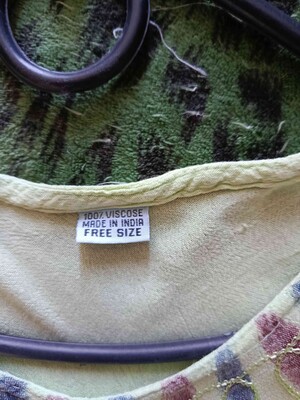 100% VISCOSE
MADE IN INDIA
FREE SIZE